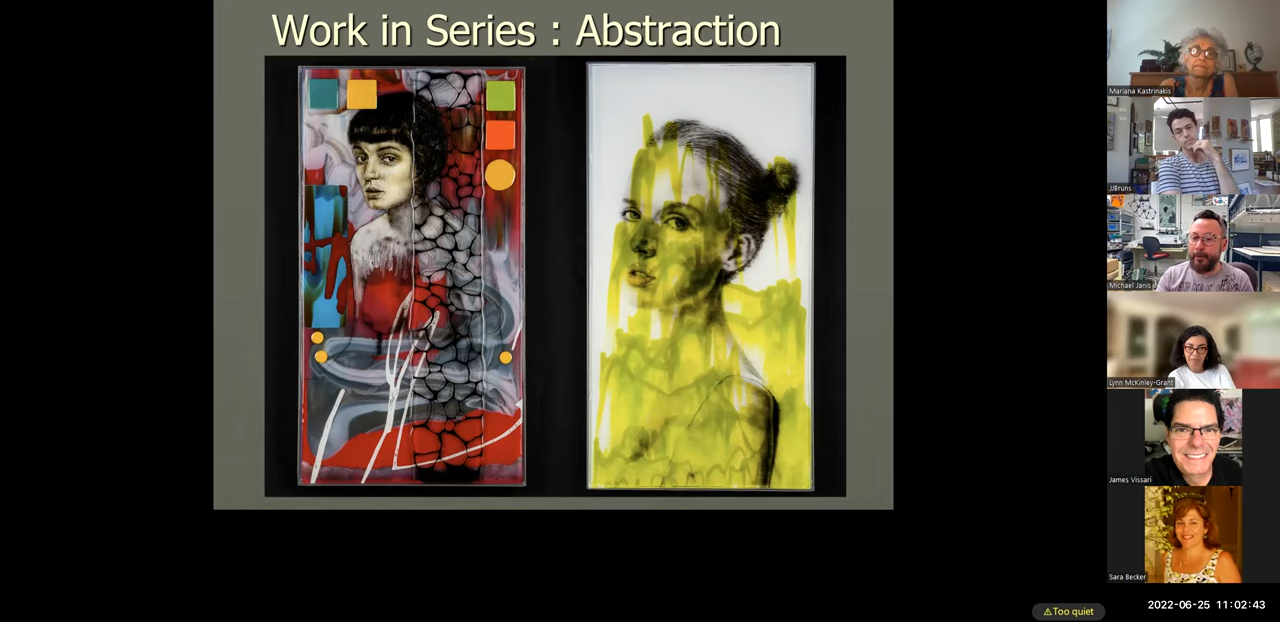 Work in Series : Abstraction
Mariana Kastrinakis
JJBruns
Michael Janis
Lynn McKinley-Grant
James Vissari
Sara Becker
⚠Too quiet
2022-06-25 11:02:43